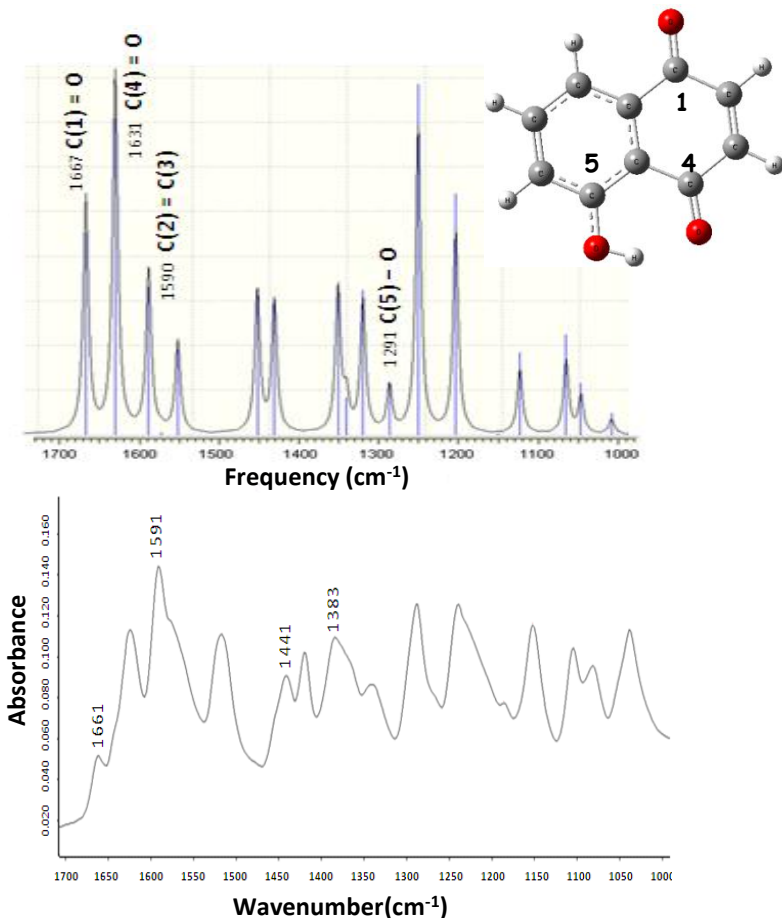 1667 C(1) = O
1631 C(4) = O
1590 C(2) = C(3)
1291 C(5) – O
1
5
4
C
C
C
C
C
C
C
C
C
C
H
H
H
H
H
H
1700 1600 1500 1400 1300 1200 1100 1000
Frequency (cm-1)
Absorbance
0.160
0.140
0.120
0.100
0.080
0.060
0.040
0.020
1661
1591
1441
1383
1700 1650 1600 1550 1500 1450 1400 1350 1300 1250 1200 1150 1100 1050 1000
Wavenumber(cm-1)